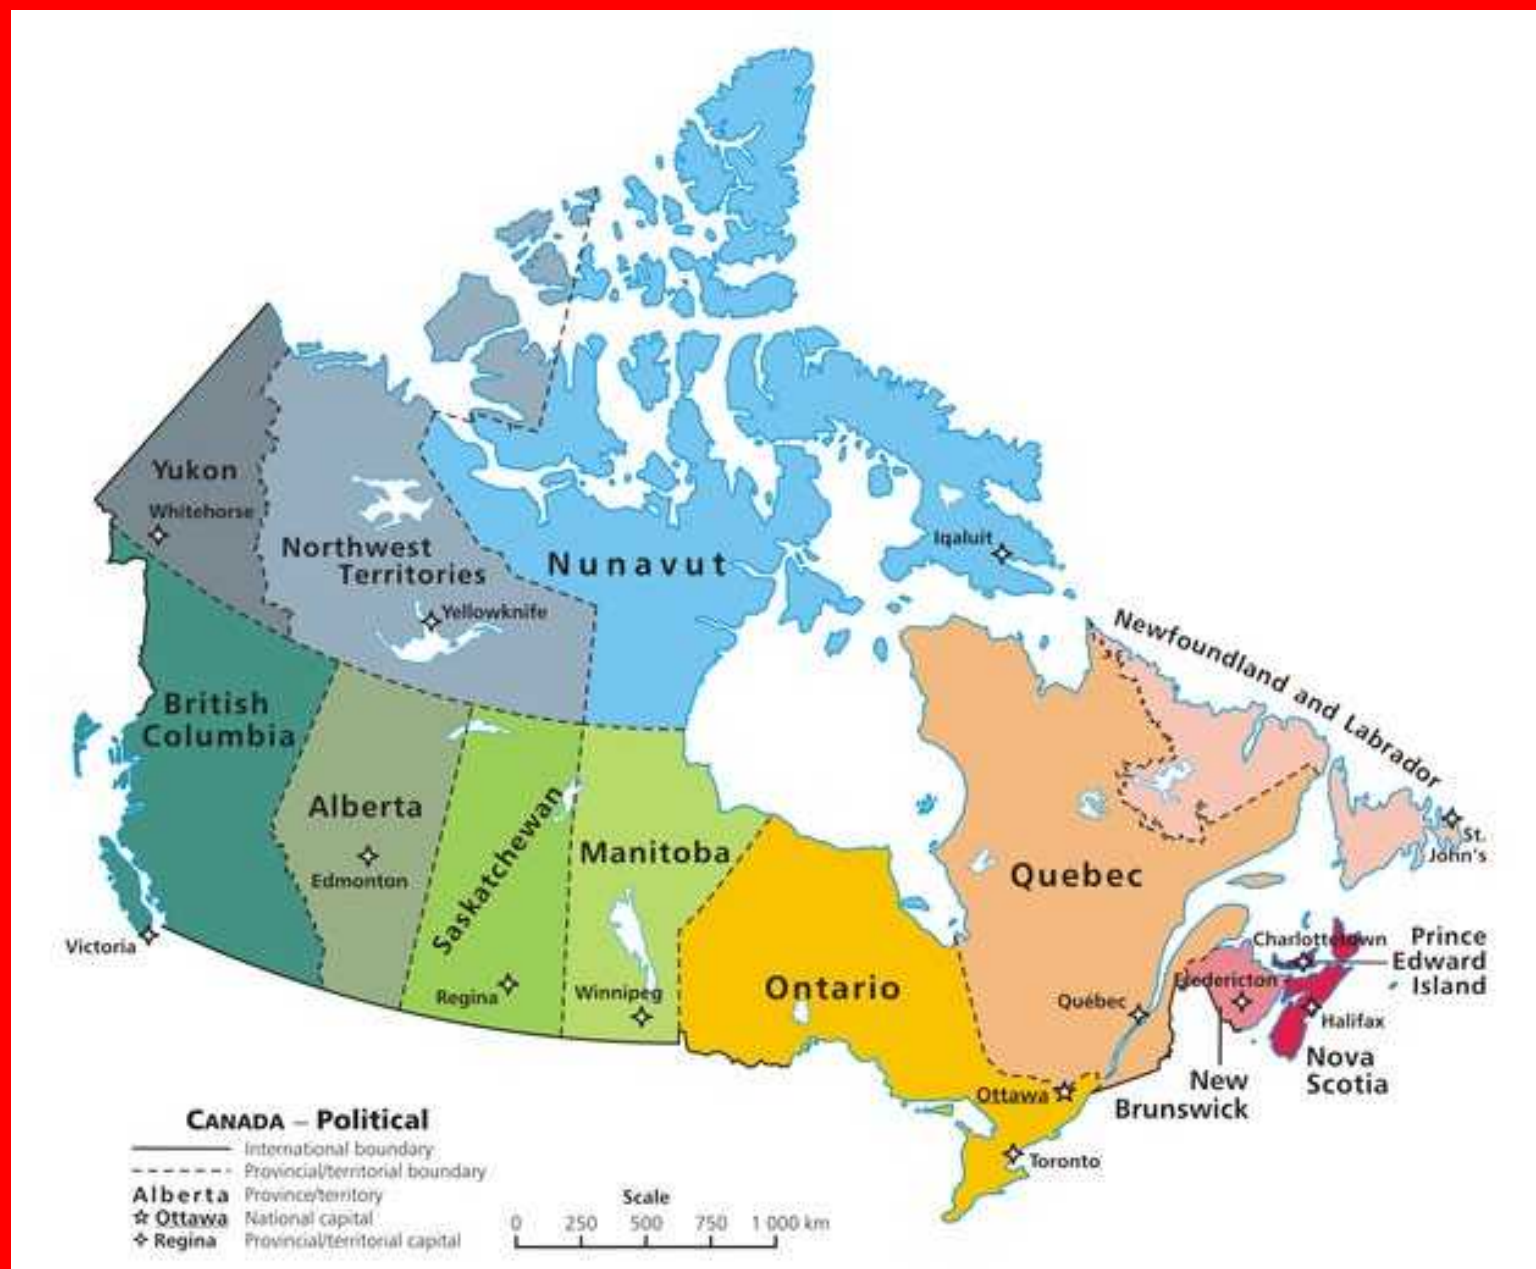 Yukon
Whitehorse
Northwest
Territories
Yellowknife
Nunavut
Iqaluit
British
Columbia
Victoria
Alberta
Edmonton
Saskatchewan
Regina
Manitoba
Winnipeg
Ontario
Ottawa
Toronto
Quebec
Québec
Newfoundland and Labrador
St.
John's
Charlottetown
Prince
Edward
Island
Fredericton
Halifax
Nova
Scotia
New
Brunswick
CANADA – Political
International boundary
Provincial/territorial boundary
Alberta Province/territory
Ottawa National capital
Regina Provincial/territorial capital
Scale
0 250 500 750 1 000 km